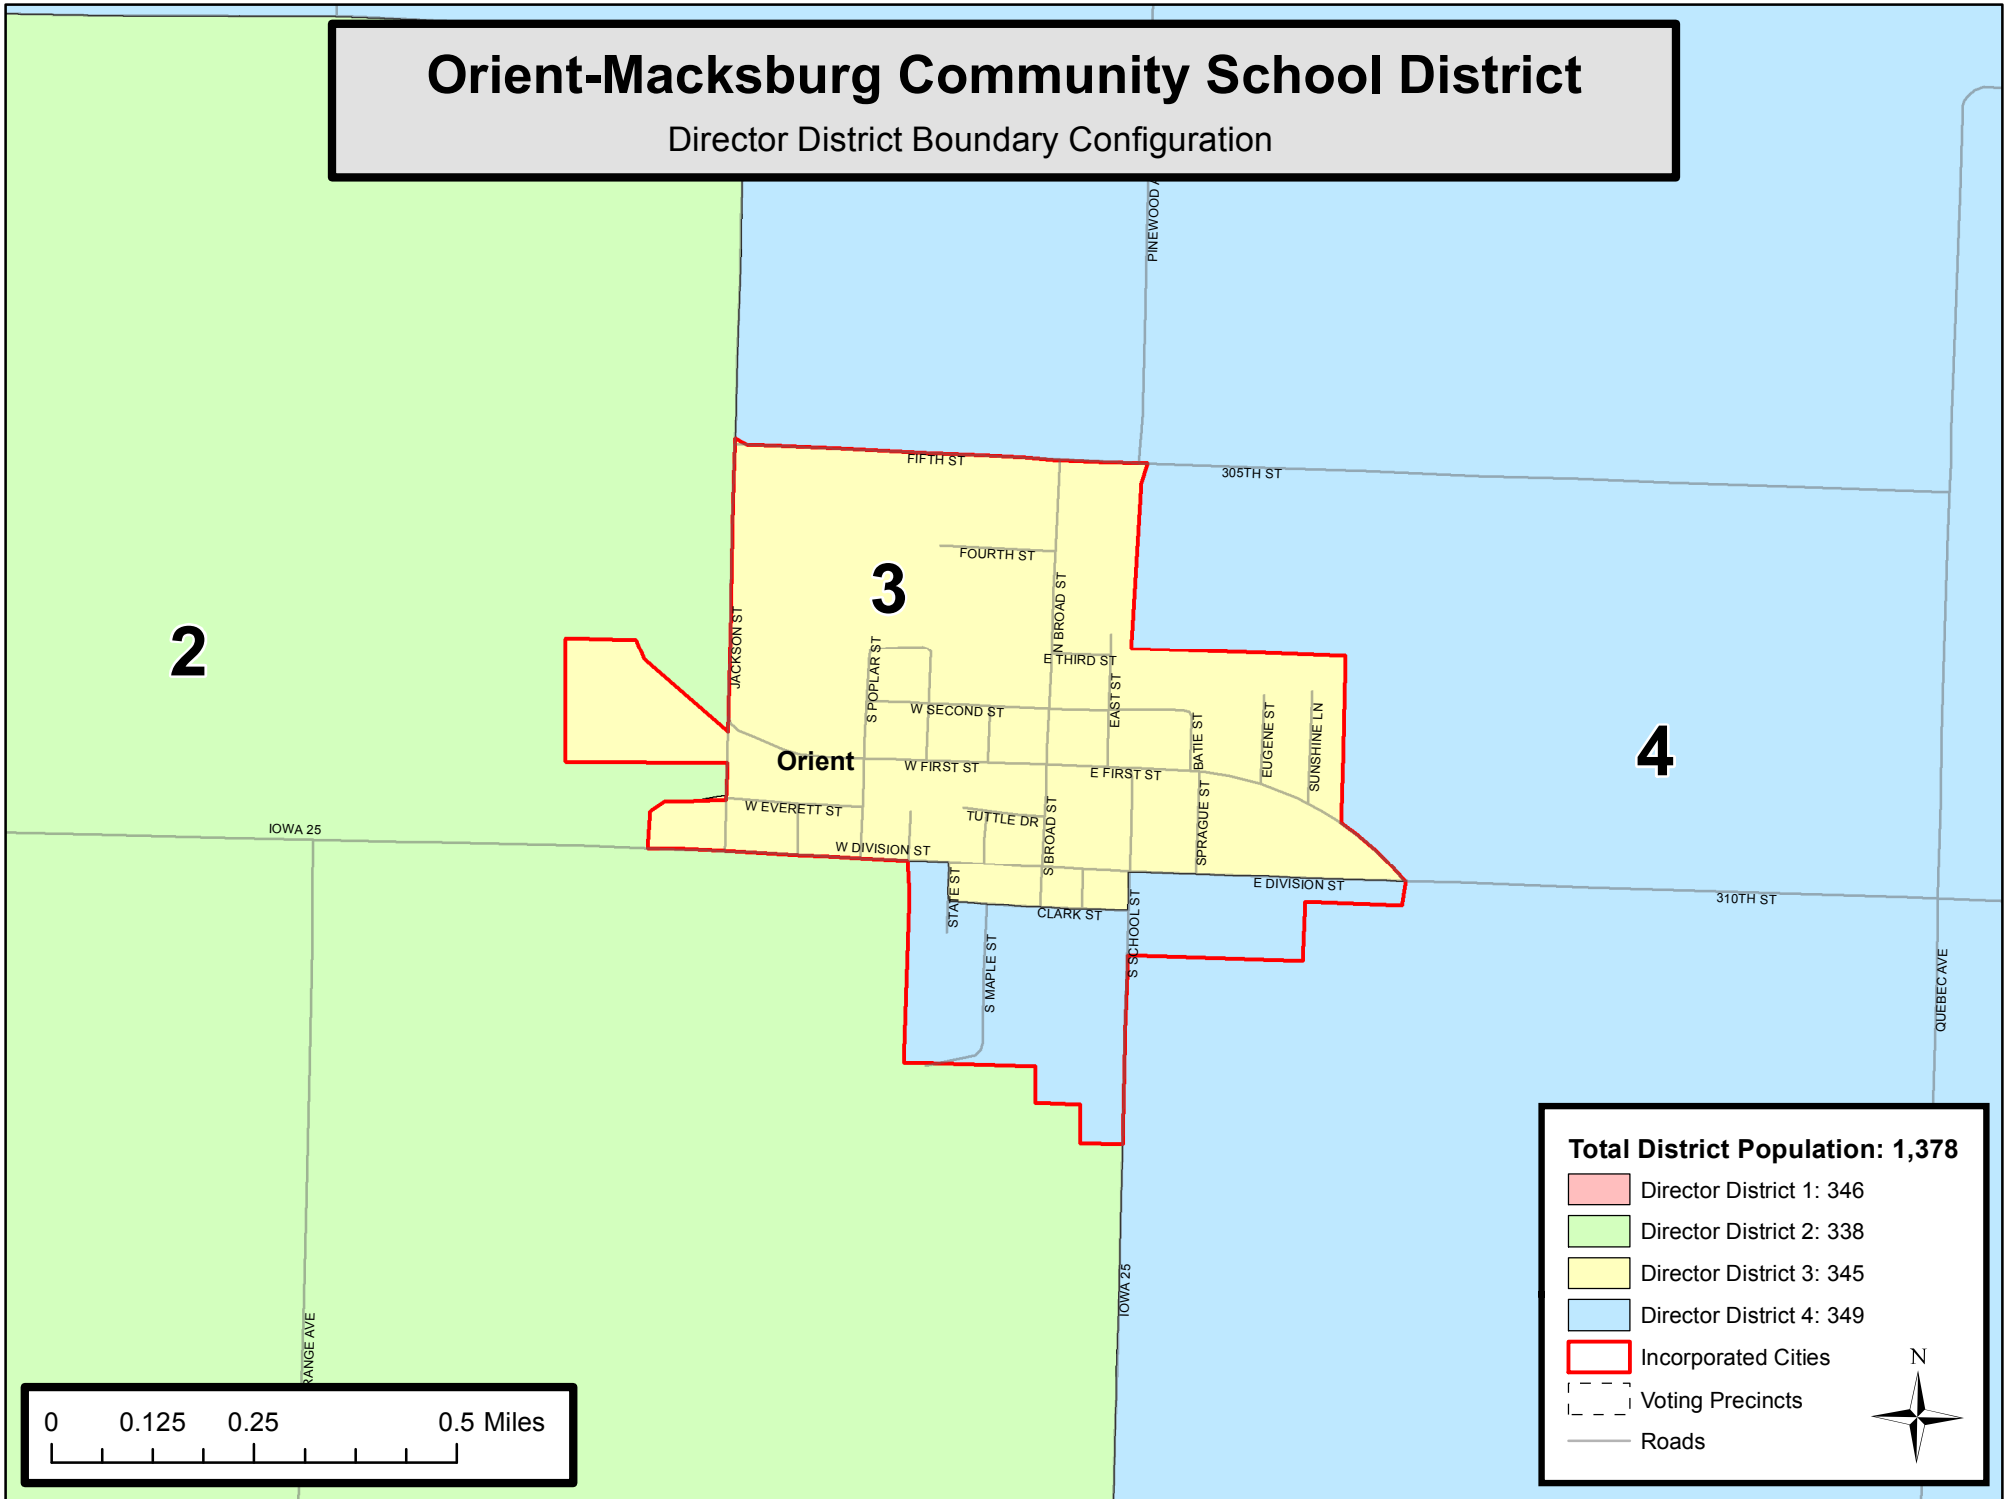 Orient-Macksburg Community School District
Director District Boundary Configuration
PINEWOOD
FIFTH ST
305TH ST
FOURTH ST
3
N BROAD ST
2
JACKSON ST
S POPLAR ST
E THIRD ST
W SECOND ST
EAST ST
BATIE ST
EUGENE ST
SUNSHINE LN
4
Orient
W FIRST ST
E FIRST ST
W EVERETT ST
TUTTLE DR
S BROAD ST
SPRAGUE ST
IOWA 25
W DIVISION ST
E DIVISION ST
310TH ST
STATE ST
CLARK ST
S SCHOOL ST
S MAPLE ST
QUEBEC AVE
IOWA 25
RANGE AVE
Total District Population: 1,378
Director District 1: 346
Director District 2: 338
Director District 3: 345
Director District 4: 349
Incorporated Cities
Voting Precincts
Roads
N
0 0.125 0.25 0.5 Miles